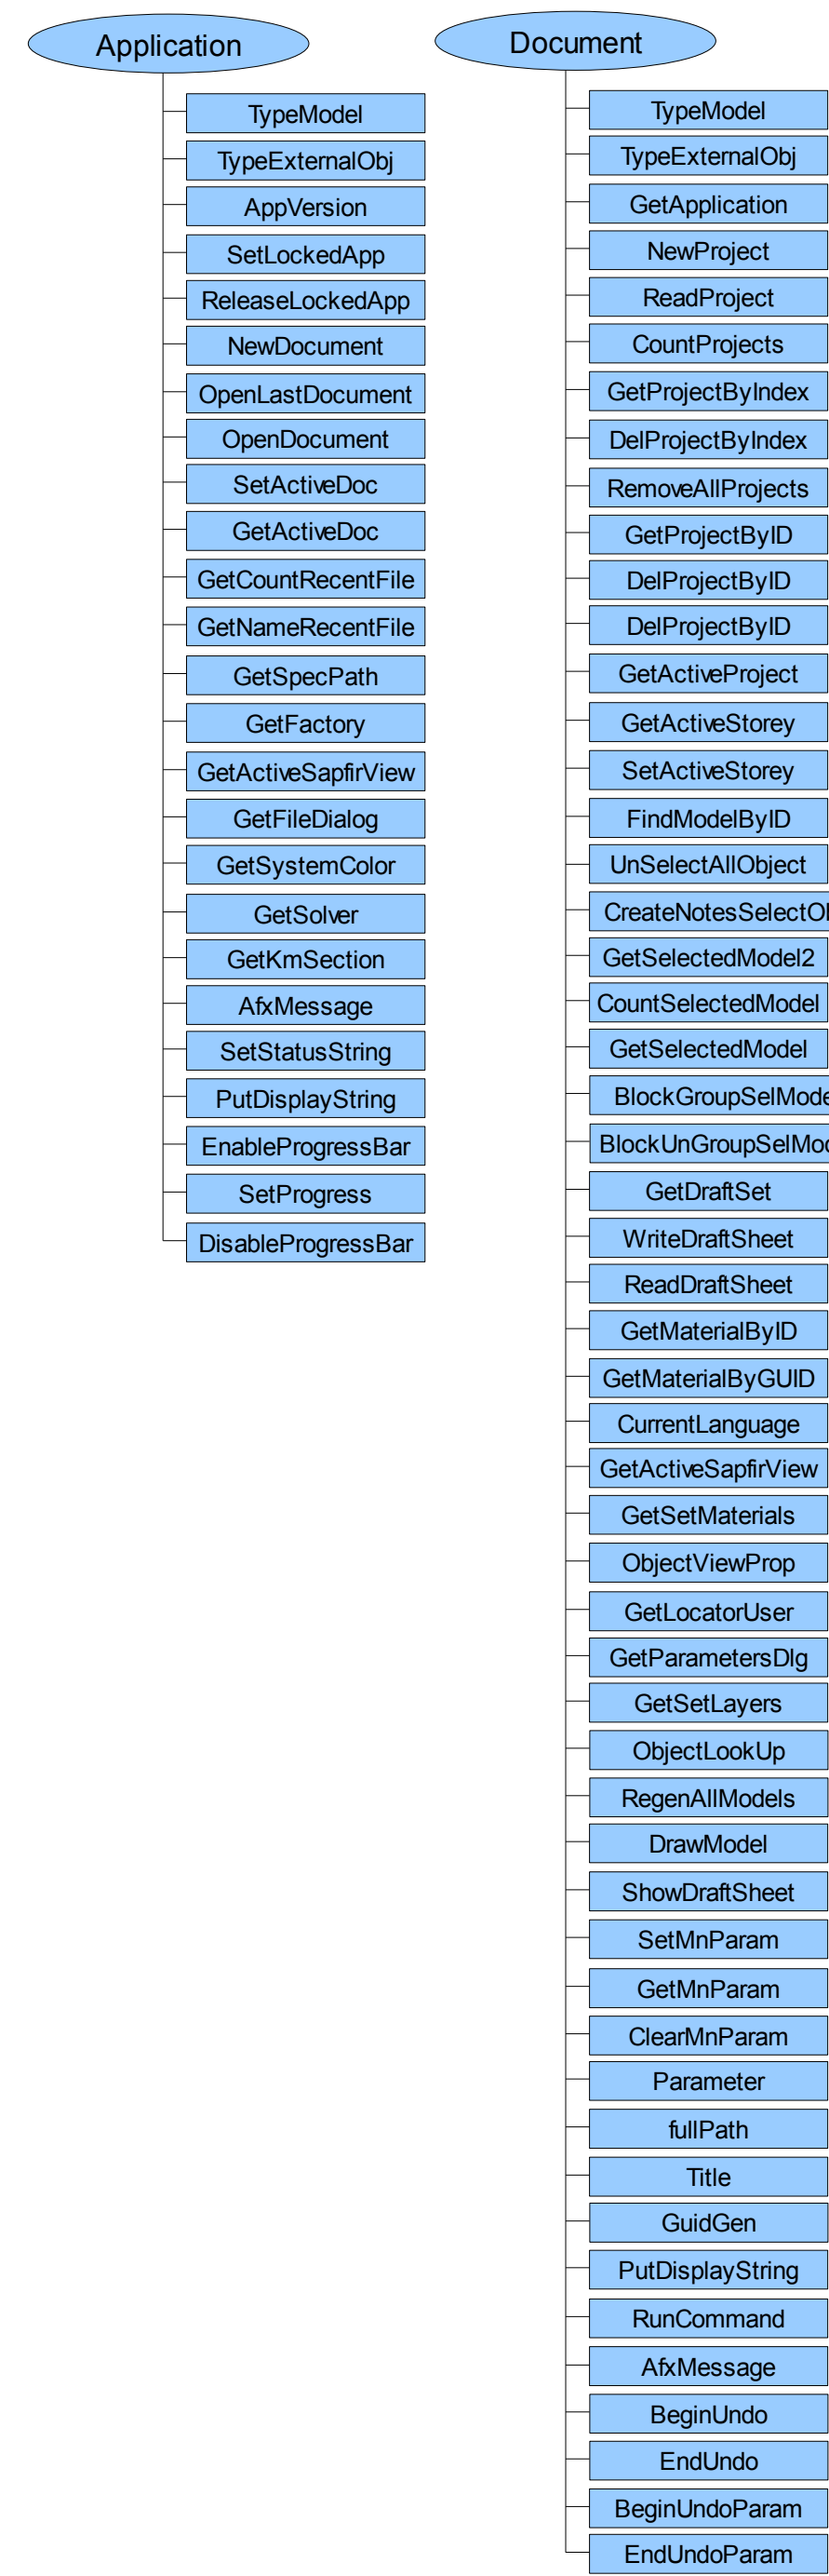 Application
TypeModel
TypeExternalObj
AppVersion
SetLockedApp
ReleaseLockedApp
NewDocument
OpenLastDocument
OpenDocument
SetActiveDoc
GetActiveDoc
GetCountRecentFile
GetNameRecentFile
GetSpecPath
GetFactory
GetActiveSapfirView
GetFileDialog
GetSystemColor
GetSolver
GetKmSection
AfxMessage
SetStatusString
PutDisplayString
EnableProgressBar
SetProgress
DisableProgressBar
Document
TypeModel
TypeExternalObj
GetApplication
NewProject
ReadProject
CountProjects
GetProjectByIndex
DelProjectByIndex
RemoveAllProjects
GetProjectByID
DelProjectByID
DelProjectByID
GetActiveProject
GetActiveStorey
SetActiveStorey
FindModelByID
UnSelectAllObject
GetSelectedModel2
CountSelectedModel
GetSelectedModel
GetDraftSet
WriteDraftSheet
ReadDraftSheet
GetMaterialByID
GetMaterialByGUID
CurrentLanguage
GetActiveSapfirView
GetSetMaterials
ObjectViewProp
GetLocatorUser
GetParametersDlg
GetSetLayers
ObjectLookUp
RegenAllModels
DrawModel
ShowDraftSheet
SetMnParam
GetMnParam
ClearMnParam
Parameter
fullPath
Title
GuidGen
PutDisplayString
RunCommand
AfxMessage
BeginUndo
EndUndo
BeginUndoParam
EndUndoParam